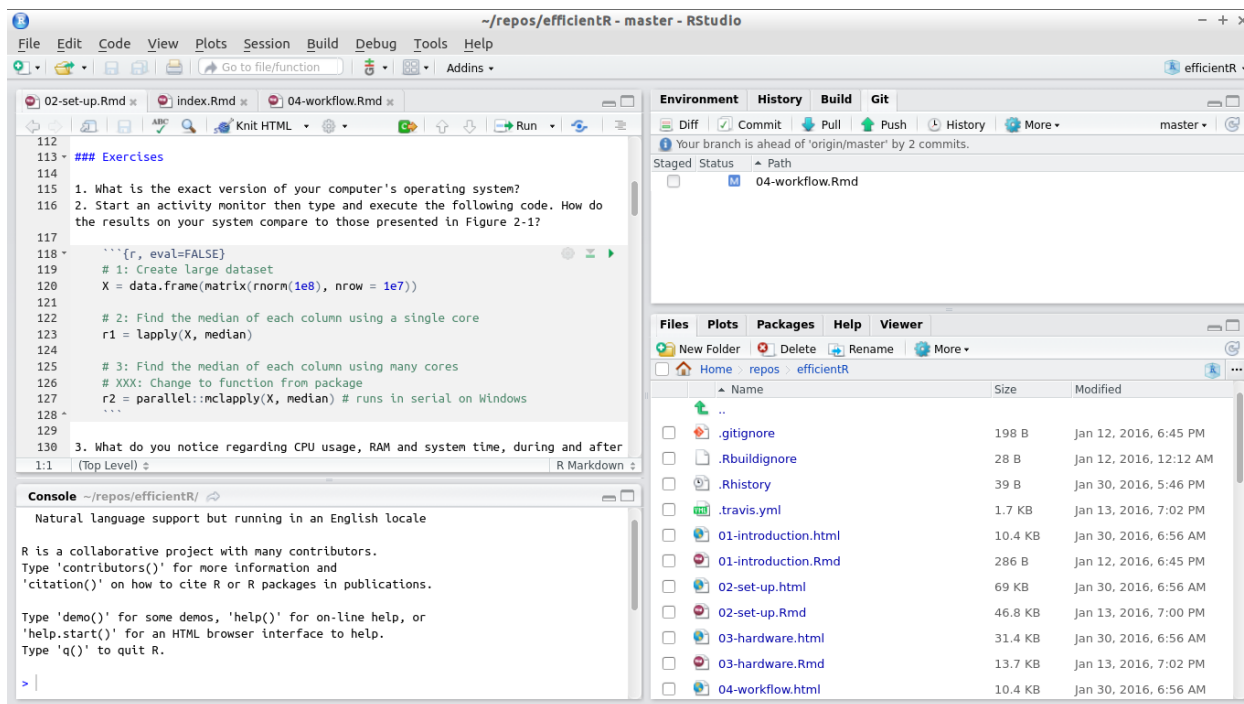 ~/repos/efficientR - master - RStudio
File Edit Code View Plots Session Build Debug Tools Help
Go to file/function Addins efficientR
02-set-up.Rmd index.Rmd 04-workflow.Rmd
ABC Knit HTML Run
112
113 ### Exercises
114
115 1. What is the exact version of your computer's operating system?
116 2. Start an activity monitor then type and execute the following code. How do
the results on your system compare to those presented in Figure 2-1?
117
118 ```{r, eval=FALSE}
119 # 1: Create large dataset
120 X = data.frame(matrix(rnorm(1e8), nrow = 1e7))
121
122 # 2: Find the median of each column using a single core
123 r1 = lapply(X, median)
124
125 # 3: Find the median of each column using many cores
126 # XXX: Change to function from package
127 r2 = parallel::mclapply(X, median) # runs in serial on Windows
128 ```
129
130 3. What do you notice regarding CPU usage, RAM and system time, during and after
1:1 (Top Level) R Markdown
Console ~/repos/efficientR/
Natural language support but running in an English locale
R is a collaborative project with many contributors.
Type 'contributors()' for more information and
'citation()' on how to cite R or R packages in publications.
Type 'demo()' for some demos, 'help()' for on-line help, or
'help.start()' for an HTML browser interface to help.
Type 'q()' to quit R.
>
Environment History Build Git
Diff Commit Pull Push History More master
Your branch is ahead of 'origin/master' by 2 commits.
Staged Status Path
M 04-workflow.Rmd
Files Plots Packages Help Viewer
New Folder Delete Rename More
Home repos efficientR
Name Size Modified
..
.gitignore 198 B Jan 12, 2016, 6:45 PM
.Rbuildignore 28 B Jan 12, 2016, 12:12 AM
.Rhistory 39 B Jan 30, 2016, 5:46 PM
.travis.yml 1.7 KB Jan 13, 2016, 7:02 PM
01-introduction.html 10.4 KB Jan 30, 2016, 6:56 AM
01-introduction.Rmd 286 B Jan 12, 2016, 6:45 PM
02-set-up.html 69 KB Jan 30, 2016, 6:56 AM
02-set-up.Rmd 46.8 KB Jan 13, 2016, 7:00 PM
03-hardware.html 31.4 KB Jan 30, 2016, 6:56 AM
03-hardware.Rmd 13.7 KB Jan 13, 2016, 7:02 PM
04-workflow.html 10.4 KB Jan 30, 2016, 6:56 AM